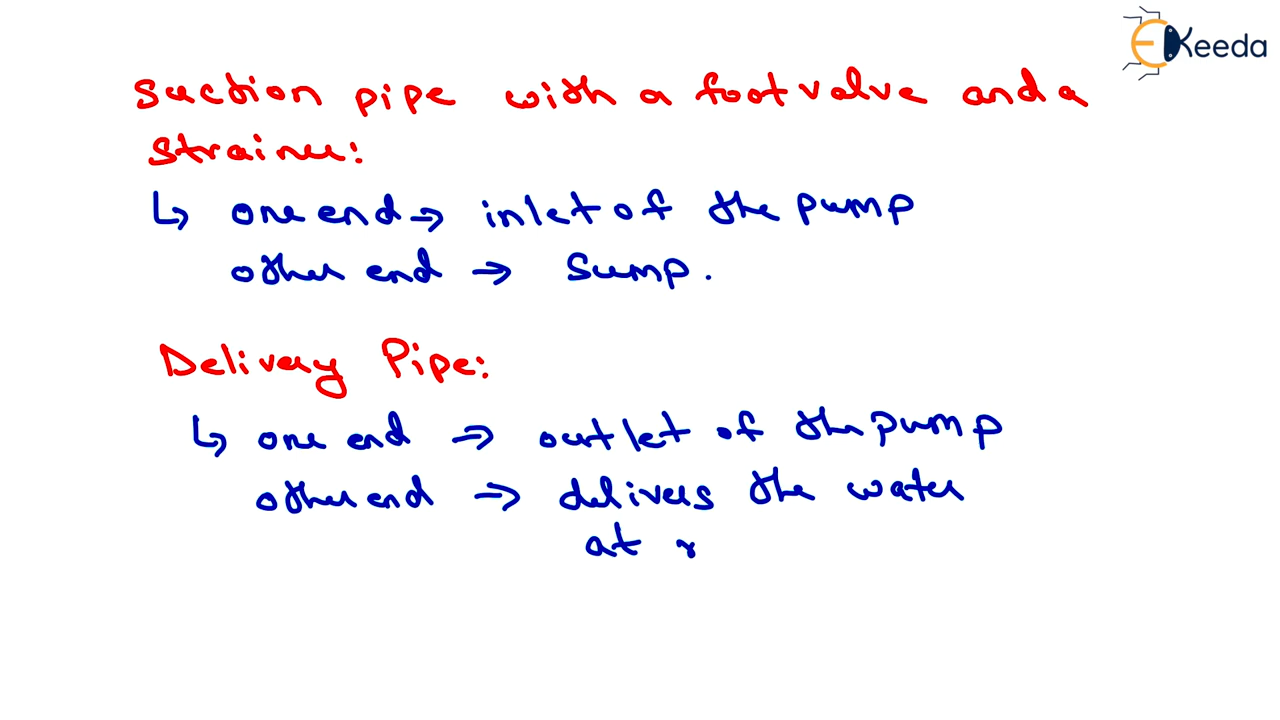 EKeeda
Suction pipe with a foot valve and a
strainer:
↳ one end → inlet of the pump
other end → Sump.
Delivery Pipe:
↳ one end → outlet of the pump
other end → delivers the water
at r